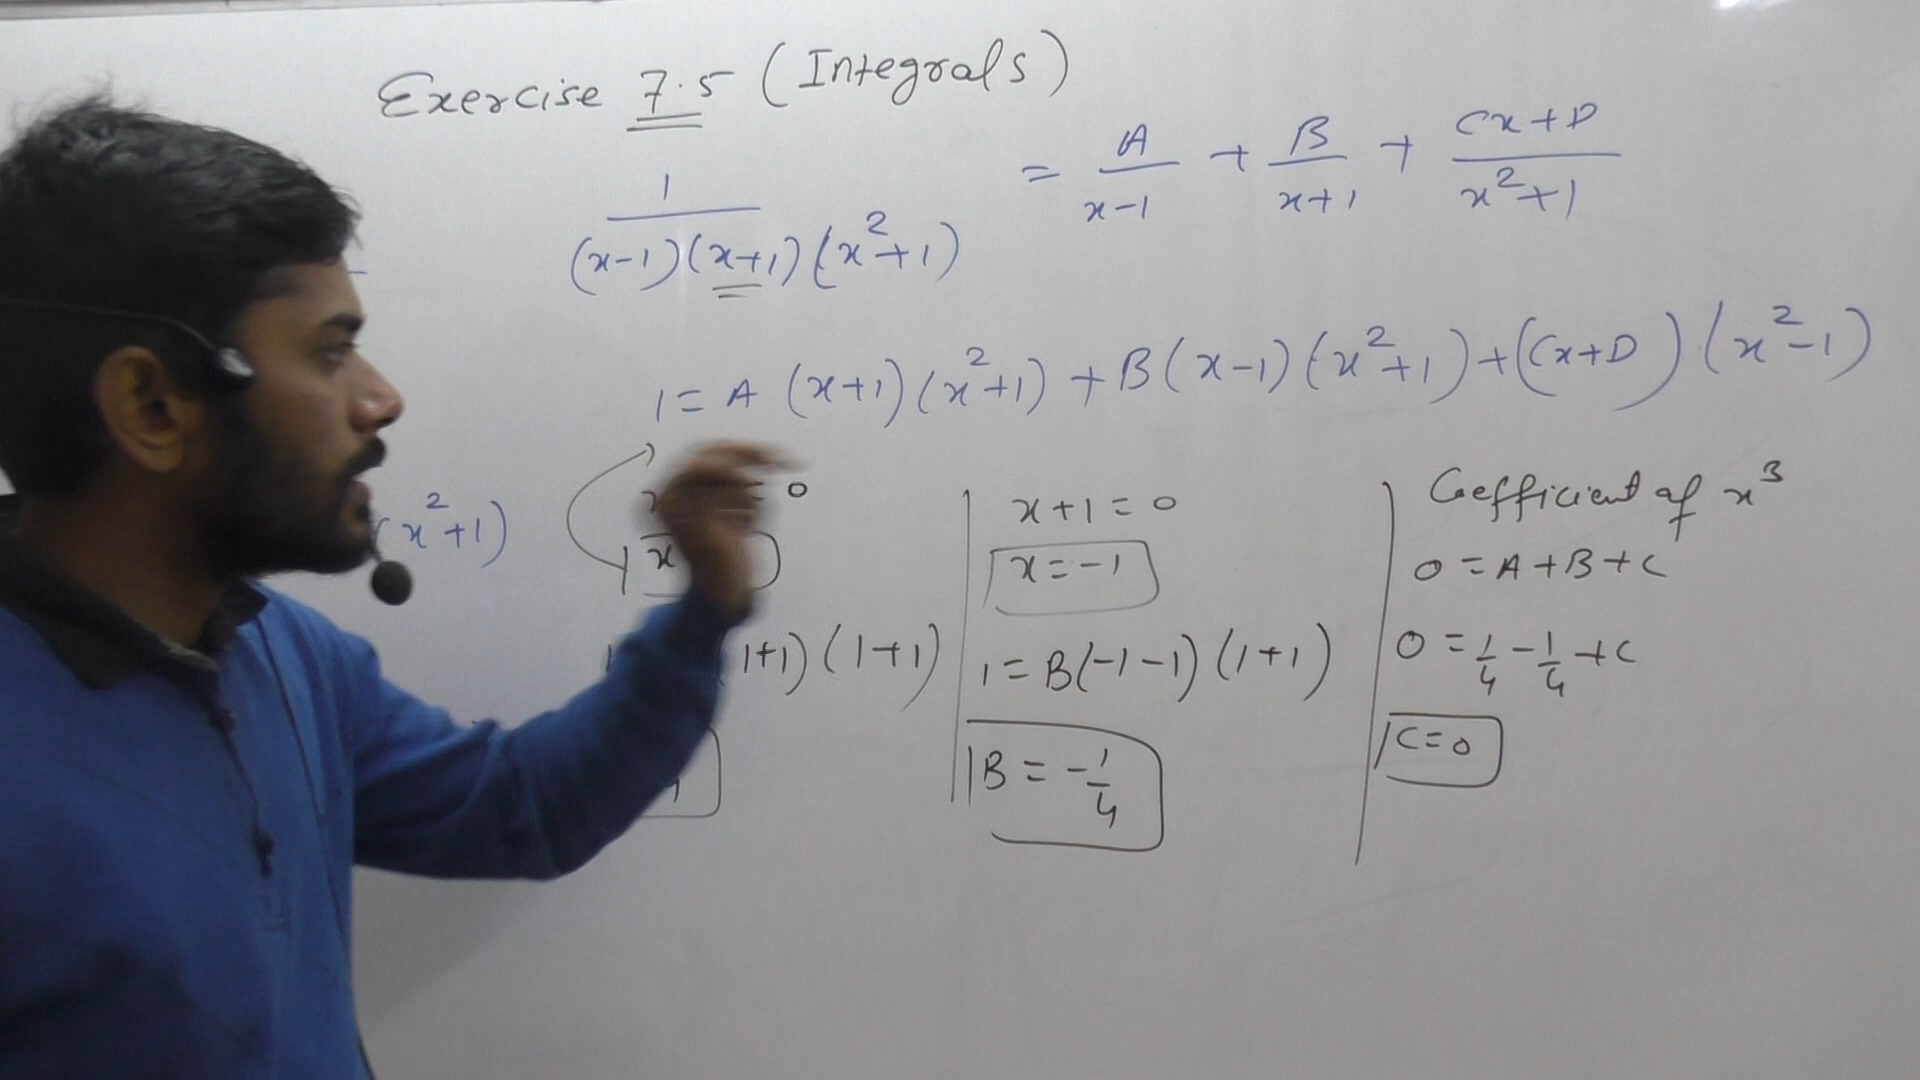 Exercise 7.5 (Integrals)
1/((x-1)(x+1)(x²+1)) = A/(x-1) + B/(x+1) + (Cx+D)/(x²+1)
1 = A (x+1)(x²+1) + B(x-1)(x²+1) + (Cx+D)(x²-1)
(x²+1)
= 0
x
1+1)(1+1)
x+1=0
x=-1
1=B(-1-1)(1+1)
B = -1/4
Coefficient of x³
0=A+B+C
0 = 1/4 - 1/4 + C
C=0